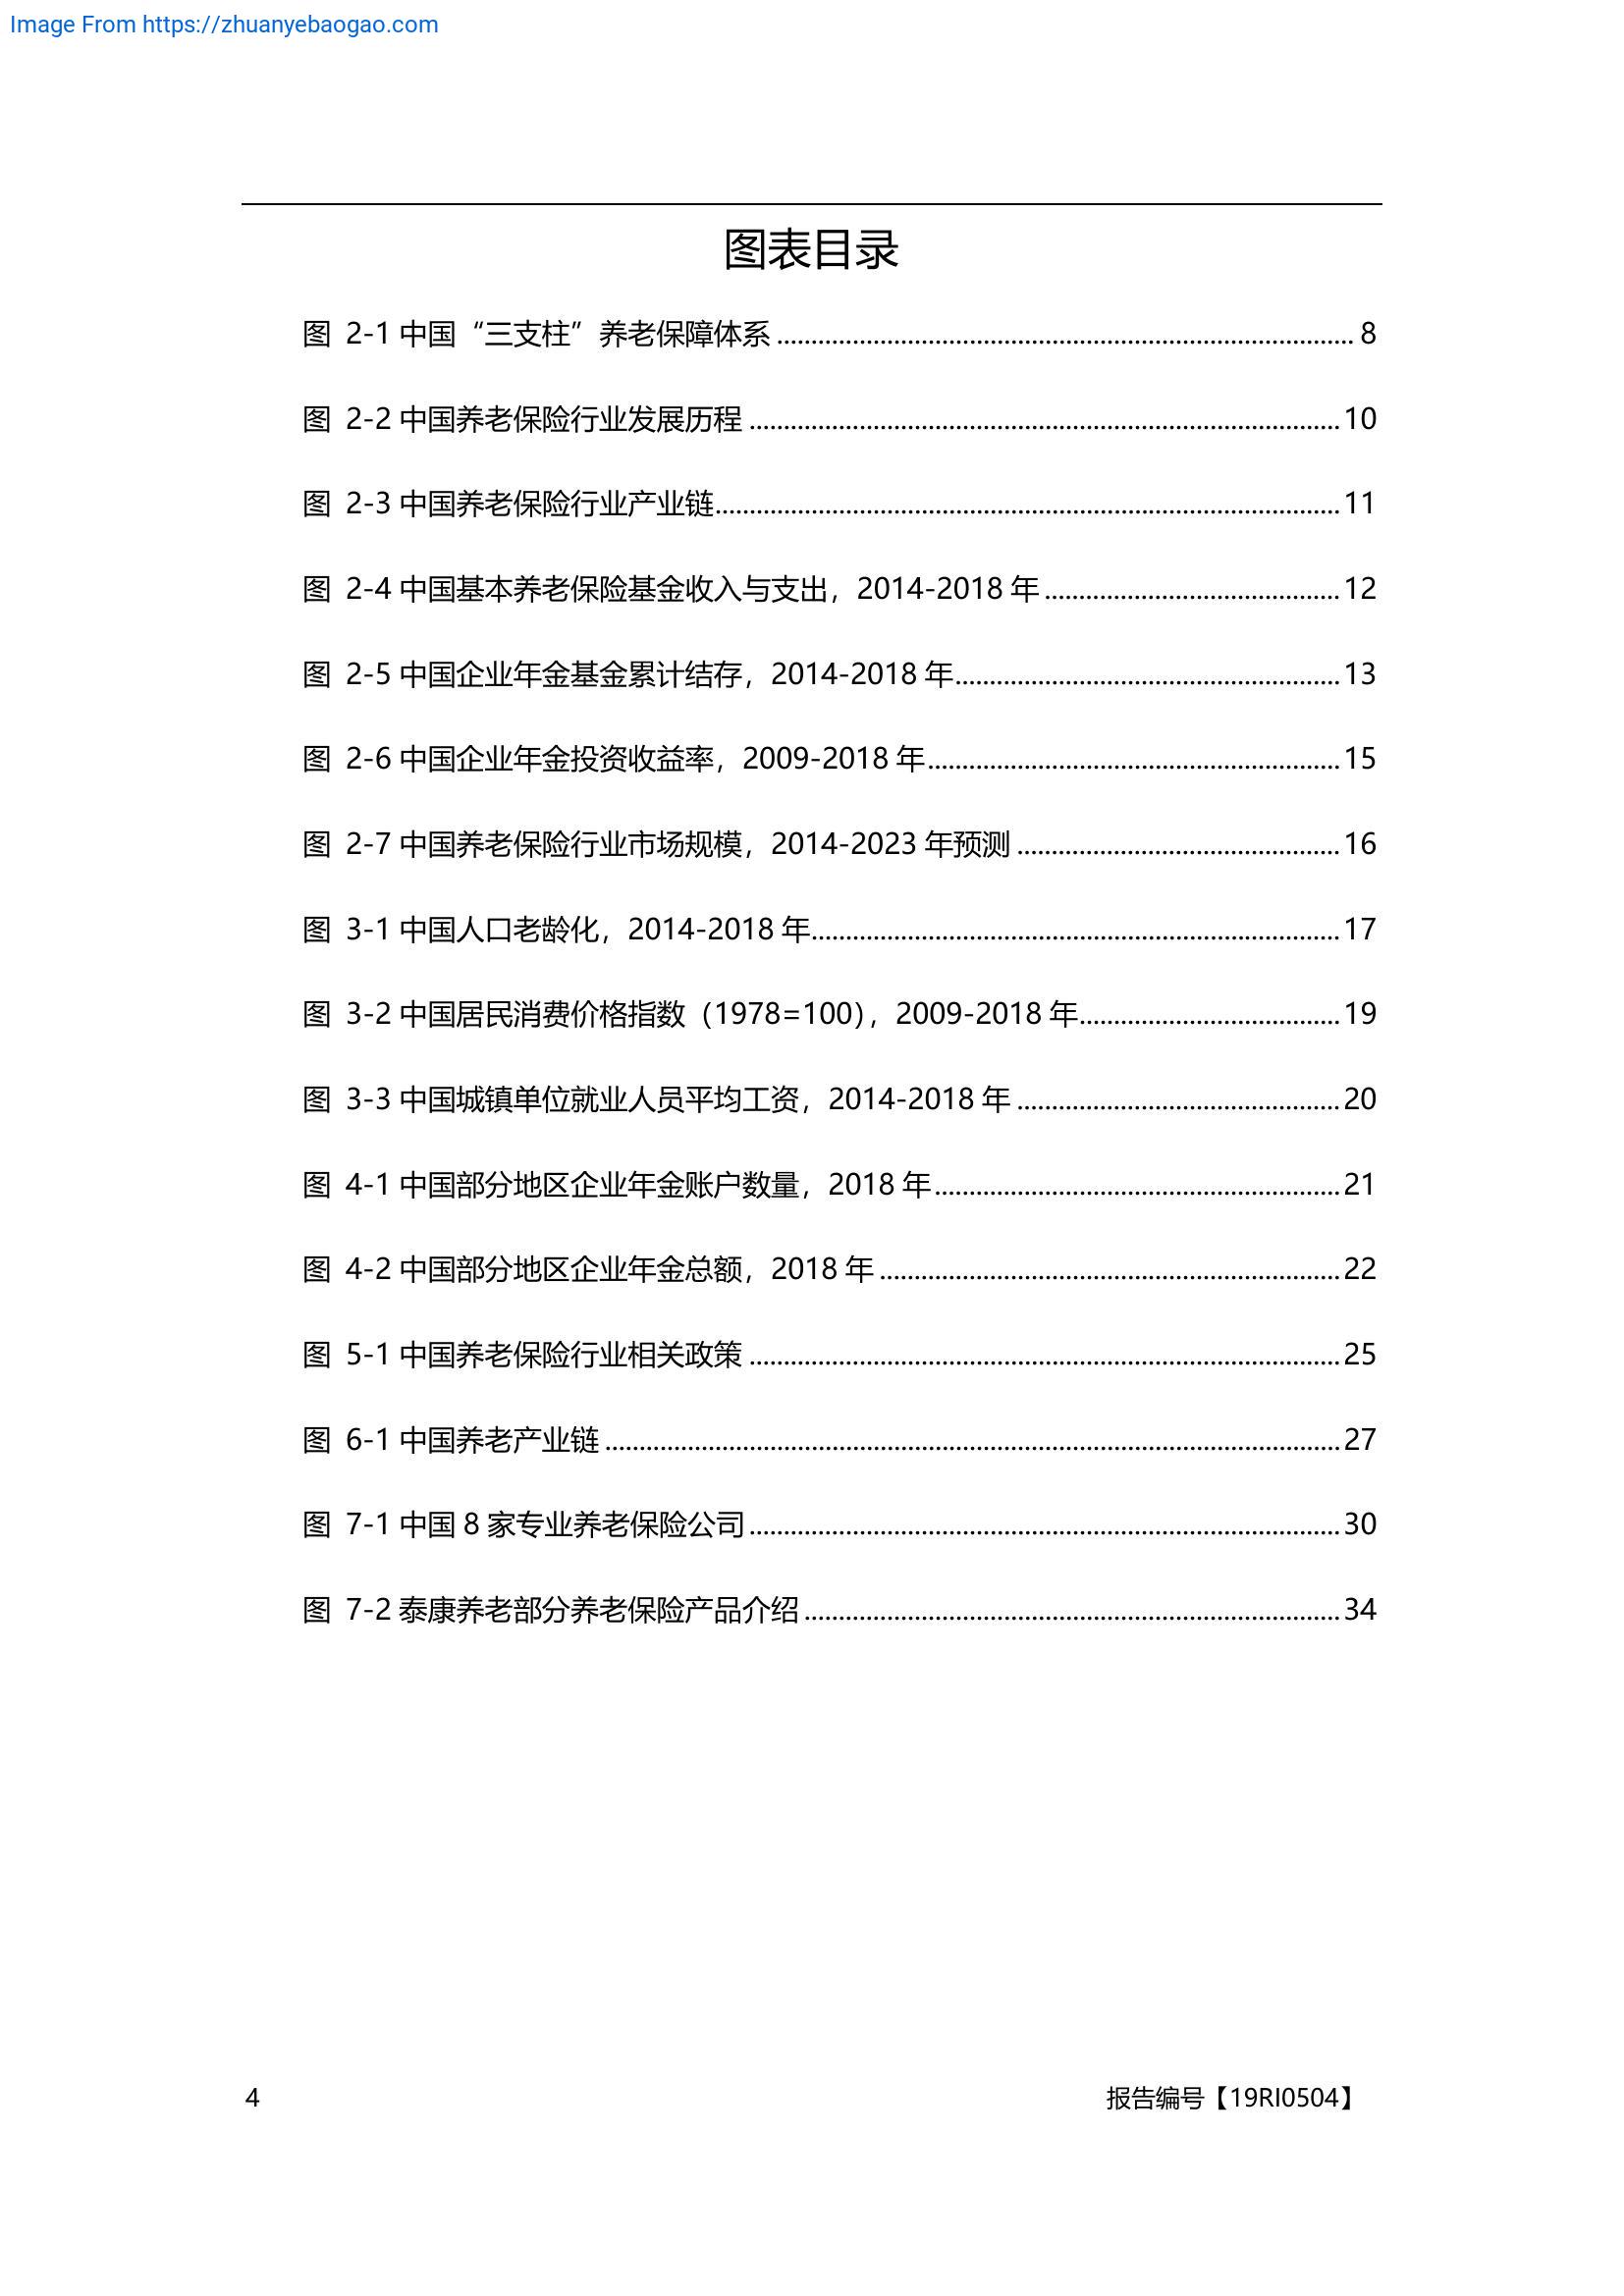 Image From https://zhuanyebaogao.com
图表目录
图 2-1 中国“三支柱”养老保障体系 8
图 2-2 中国养老保险行业发展历程 10
图 2-3 中国养老保险行业产业链 11
图 2-4 中国基本养老保险基金收入与支出，2014-2018 年 12
图 2-5 中国企业年金基金累计结存，2014-2018 年 13
图 2-6 中国企业年金投资收益率，2009-2018 年 15
图 2-7 中国养老保险行业市场规模，2014-2023 年预测 16
图 3-1 中国人口老龄化，2014-2018 年 17
图 3-2 中国居民消费价格指数（1978=100），2009-2018 年 19
图 3-3 中国城镇单位就业人员平均工资，2014-2018 年 20
图 4-1 中国部分地区企业年金账户数量，2018 年 21
图 4-2 中国部分地区企业年金总额，2018 年 22
图 5-1 中国养老保险行业相关政策 25
图 6-1 中国养老产业链 27
图 7-1 中国 8 家专业养老保险公司 30
图 7-2 泰康养老部分养老保险产品介绍 34
4 报告编号【19RI0504】